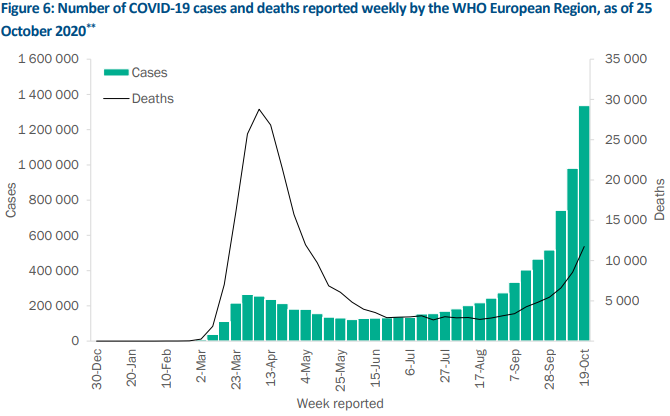 Figure 6: Number of COVID-19 cases and deaths reported weekly by the WHO European Region, as of 25
October 2020**
1 600 000
1 400 000
1 200 000
1 000 000
800 000
600 000
400 000
200 000
0
Cases
Cases
Deaths
35 000
30 000
25 000
20 000
15 000
10 000
5 000
Deaths
30-Dec
20-Jan
10-Feb
2-Mar
23-Mar
13-Apr
4-May
25-May
15-Jun
6-Jul
27-Jul
17-Aug
7-Sep
28-Sep
19-Oct
Week reported